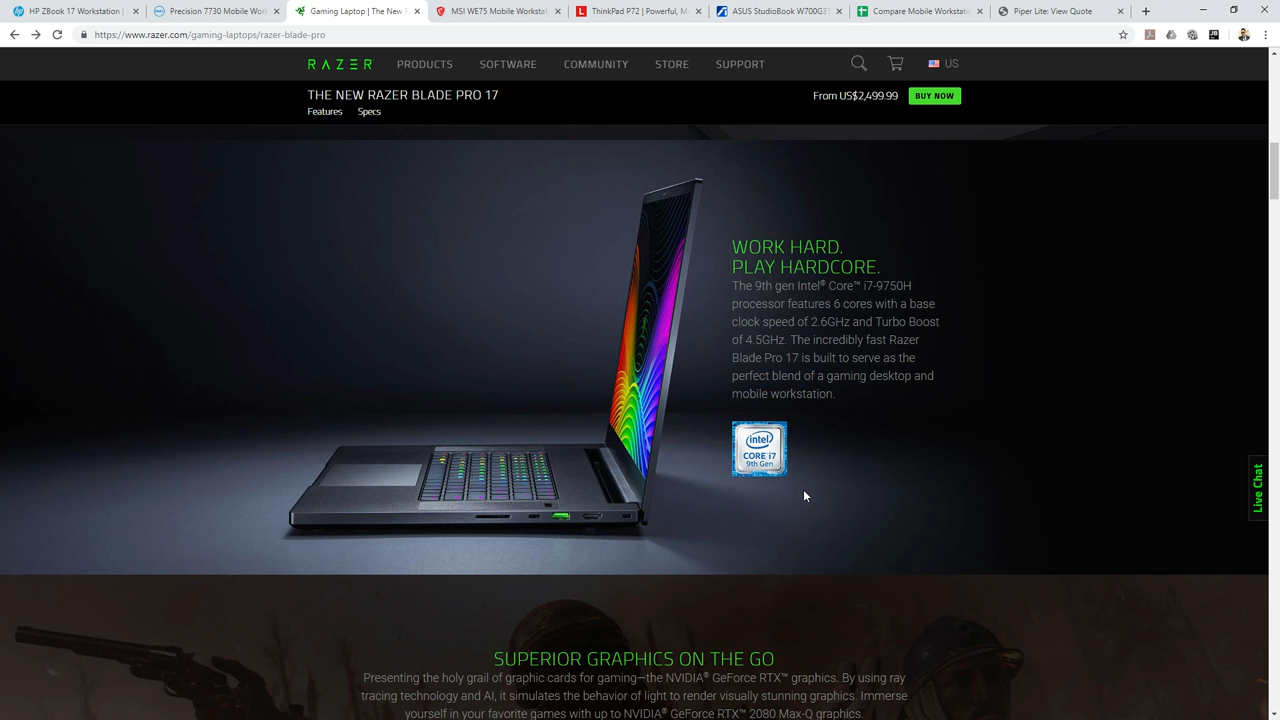 HP ZBook 17 Workstation |
Precision 7730 Mobile Work
Gaming Laptop | The New R
MSI WE75 Mobile Workstat
ThinkPad P72 | Powerful, M
ASUS StudioBook W700G3T
Compare Mobile Workstatio
Piper Lite: View Quote
https://www.razer.com/gaming-laptops/razer-blade-pro
RAZER
PRODUCTS
SOFTWARE
COMMUNITY
STORE
SUPPORT
US
THE NEW RAZER BLADE PRO 17
From US$2,499.99
BUY NOW
Features
Specs
WORK HARD.
PLAY HARDCORE.
The 9th gen Intel® Core™ i7-9750H
processor features 6 cores with a base
clock speed of 2.6GHz and Turbo Boost
of 4.5GHz. The incredibly fast Razer
Blade Pro 17 is built to serve as the
perfect blend of a gaming desktop and
mobile workstation.
intel
CORE i7
9th Gen
Live Chat
SUPERIOR GRAPHICS ON THE GO
Presenting the holy grail of graphic cards for gaming—the NVIDIA® GeForce RTX™ graphics. By using ray
tracing technology and AI, it simulates the behavior of light to render visually stunning graphics. Immerse
yourself in your favorite games with up to NVIDIA® GeForce RTX™ 2080 Max-Q graphics.